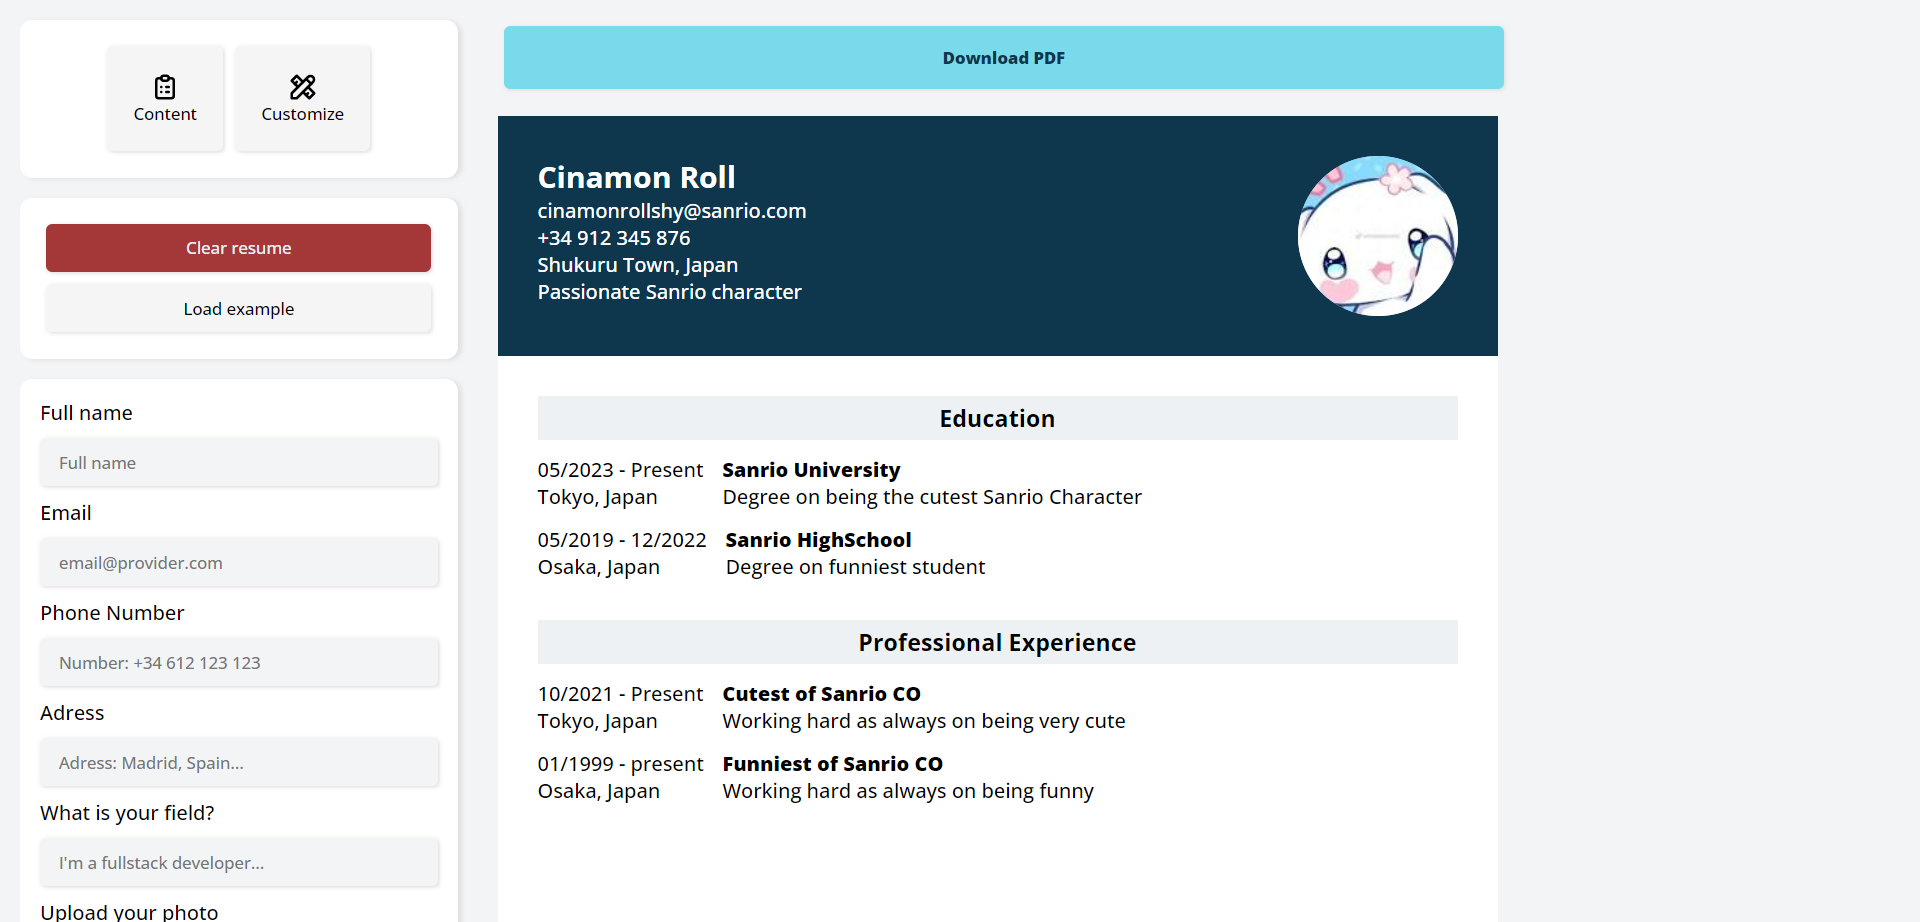 Content
Customize
Clear resume
Load example
Full name
Full name
Email
email@provider.com
Phone Number
Number: +34 612 123 123
Adress
Adress: Madrid, Spain...
What is your field?
I'm a fullstack developer...
Upload your photo
Download PDF
Cinamon Roll
cinamonrollshy@sanrio.com
+34 912 345 876
Shukuru Town, Japan
Passionate Sanrio character
Education
05/2023 - Present Sanrio University
Tokyo, Japan Degree on being the cutest Sanrio Character
05/2019 - 12/2022 Sanrio HighSchool
Osaka, Japan Degree on funniest student
Professional Experience
10/2021 - Present Cutest of Sanrio CO
Tokyo, Japan Working hard as always on being very cute
01/1999 - present Funniest of Sanrio CO
Osaka, Japan Working hard as always on being funny